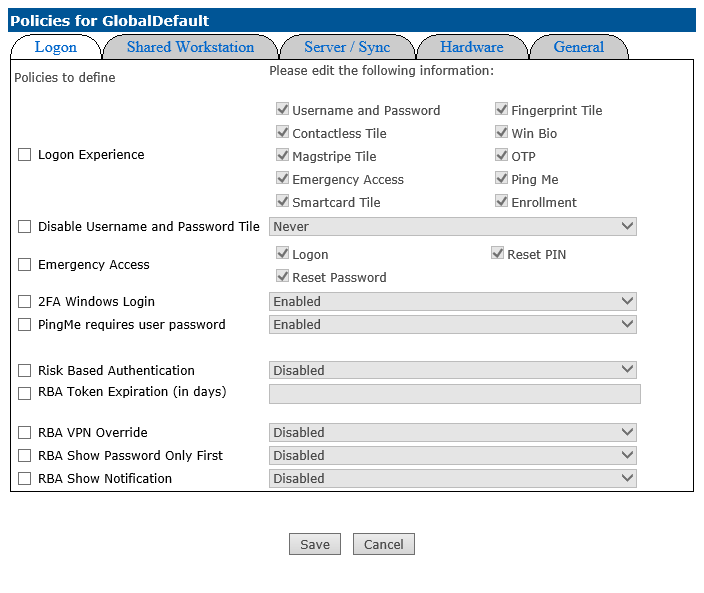 Policies for GlobalDefault
Logon Shared Workstation Server / Sync Hardware General
Policies to define
Please edit the following information:
Logon Experience
Username and Password Fingerprint Tile
Contactless Tile Win Bio
Magstripe Tile OTP
Emergency Access Ping Me
Smartcard Tile Enrollment
Disable Username and Password Tile Never
Emergency Access
Logon Reset PIN
Reset Password
2FA Windows Login Enabled
PingMe requires user password Enabled
Risk Based Authentication Disabled
RBA Token Expiration (in days)
RBA VPN Override Disabled
RBA Show Password Only First Disabled
RBA Show Notification Disabled
Save Cancel